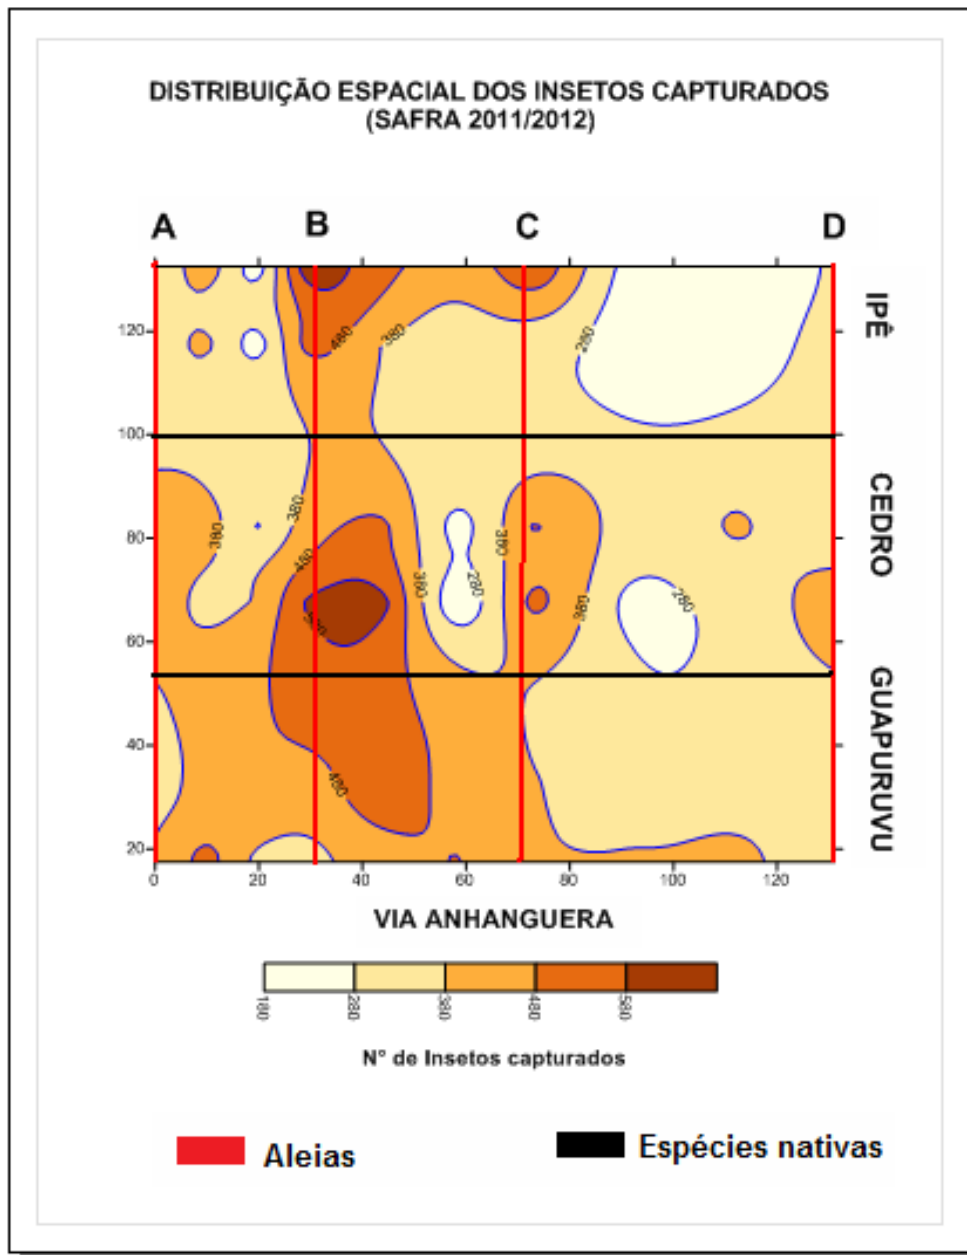 DISTRIBUIÇÃO ESPACIAL DOS INSETOS CAPTURADOS
(SAFRA 2011/2012)
A B C D
IPÊ
CEDRO
GUAPURUVU
120
100
80
60
40
20
480
380
280
380
380
480
380
280
380
380
280
480
0 20 40 60 80 100 120
VIA ANHANGUERA
180 280 380 480 580
N° de Insetos capturados
Aleias
Espécies nativas